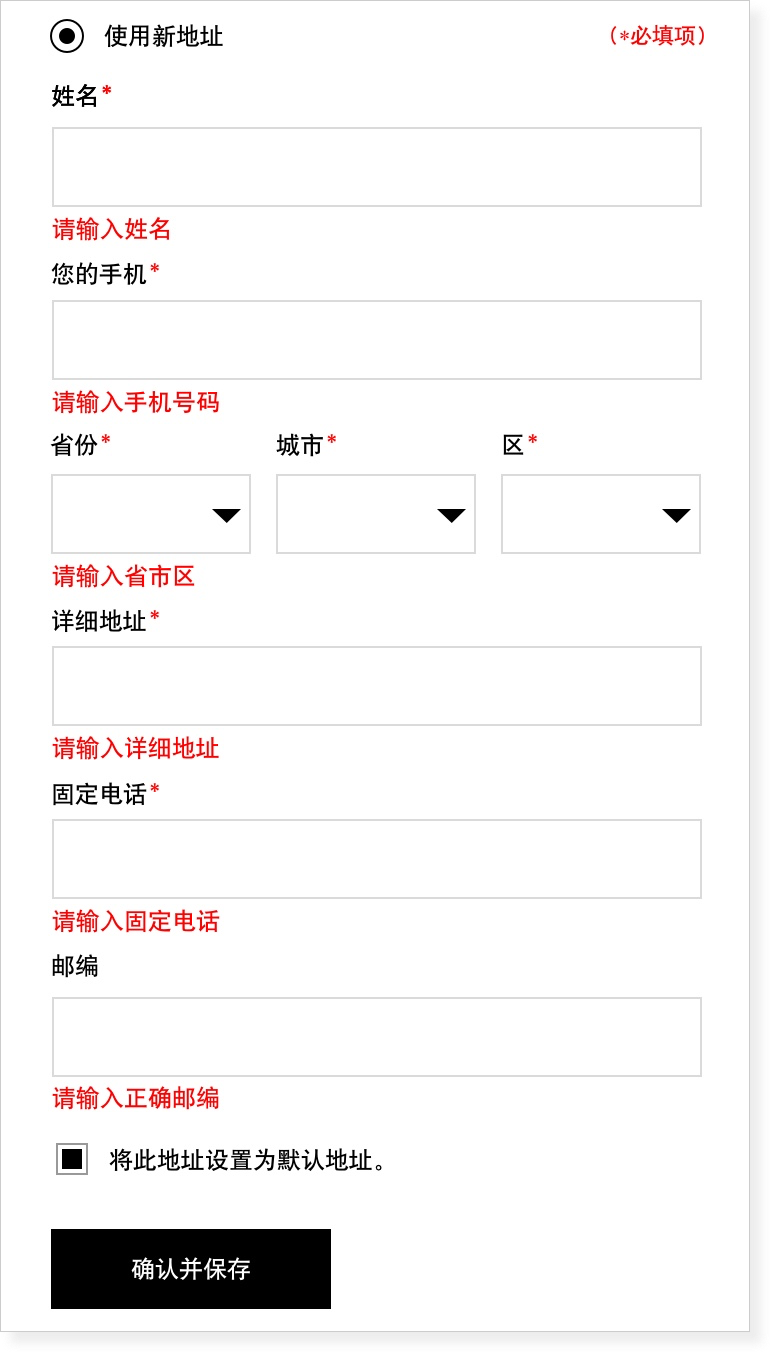 使用新地址 (*必填项)
姓名*
请输入姓名
您的手机*
请输入手机号码
省份* 城市* 区*
请输入省市区
详细地址*
请输入详细地址
固定电话*
请输入固定电话
邮编
请输入正确邮编
将此地址设置为默认地址。
确认并保存